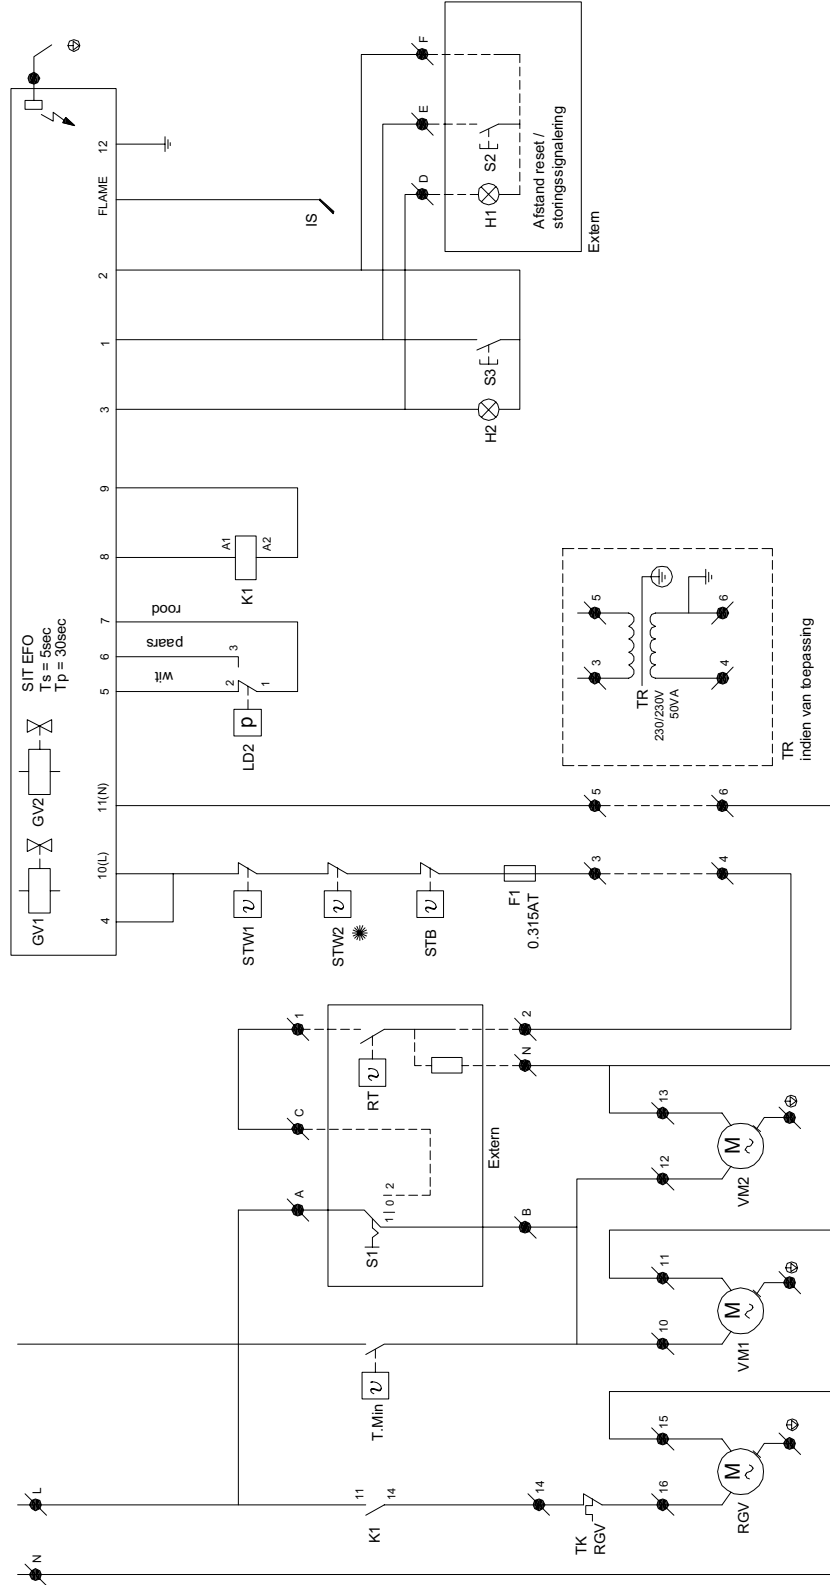 N
L
K1
11
14
14
TK
RGV
16
15
M
~
RGV
T.Min
υ
10
11
M
~
VM1
A
S1
1
0
2
B
Extern
C
1
RT
υ
N
2
12
13
M
~
VM2
GV1
GV2
SIT EFO
Ts = 5sec
Tp = 30sec
4
10(L)
11(N)
5
6
7
8
9
3
1
2
FLAME
12
STW1
υ
STW2
υ
STB
υ
F1
0.315AT
3
4
5
6
wit
paars
rood
LD2
p
2
3
1
K1
A1
A2
TR
230/230V
50VA
3
5
4
6
TR
indien van toepassing
H2
S3
IS
D
E
F
H1
S2
Afstand reset /
storingssignalering
Extern